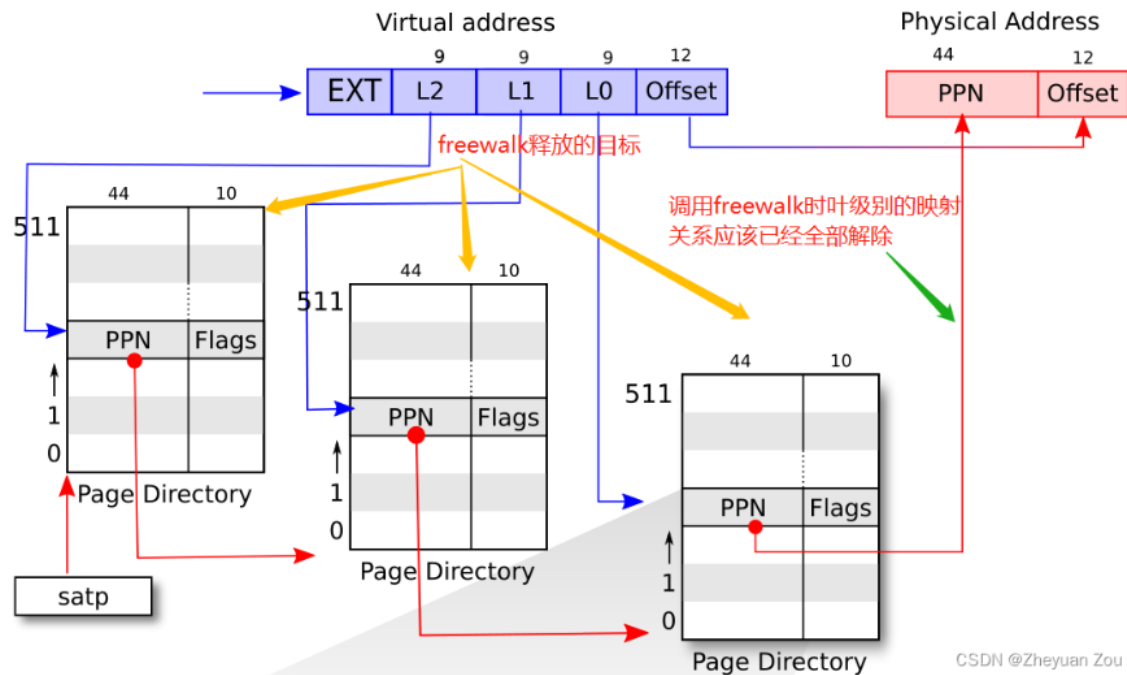 Virtual address
Physical Address
9 9 9 12
44 12
EXT L2 L1 L0 Offset
PPN Offset
freewalk释放的目标
44 10
511
调用freewalk时叶级别的映射
关系应该已经全部解除
44 10
511
PPN Flags
44 10
511
1
PPN Flags
0
Page Directory
1
PPN Flags
0
Page Directory
satp
1
0
Page Directory
CSDN @Zheyuan Zou